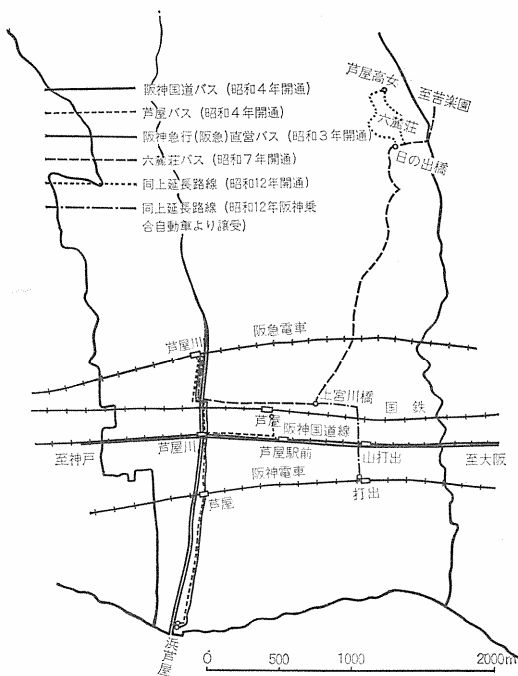 芦屋高女
至苦楽園
六麓荘
日の出橋
阪神国道バス (昭和4年開通)
芦屋バス (昭和4年開通)
阪神急行(阪急)直営バス(昭和3年開通)
六麓荘バス (昭和7年開通)
同上延長路線 (昭和12年開通)
同上延長路線 (昭和12年阪神乗
合自動車より譲受)
阪急電車
芦屋川
上宮川橋
芦屋
国鉄
阪神国道線
芦屋川
芦屋駅前
山打出
至神戸
至大阪
阪神電車
芦屋
打出
浜芦屋
0 500 1000 2000m